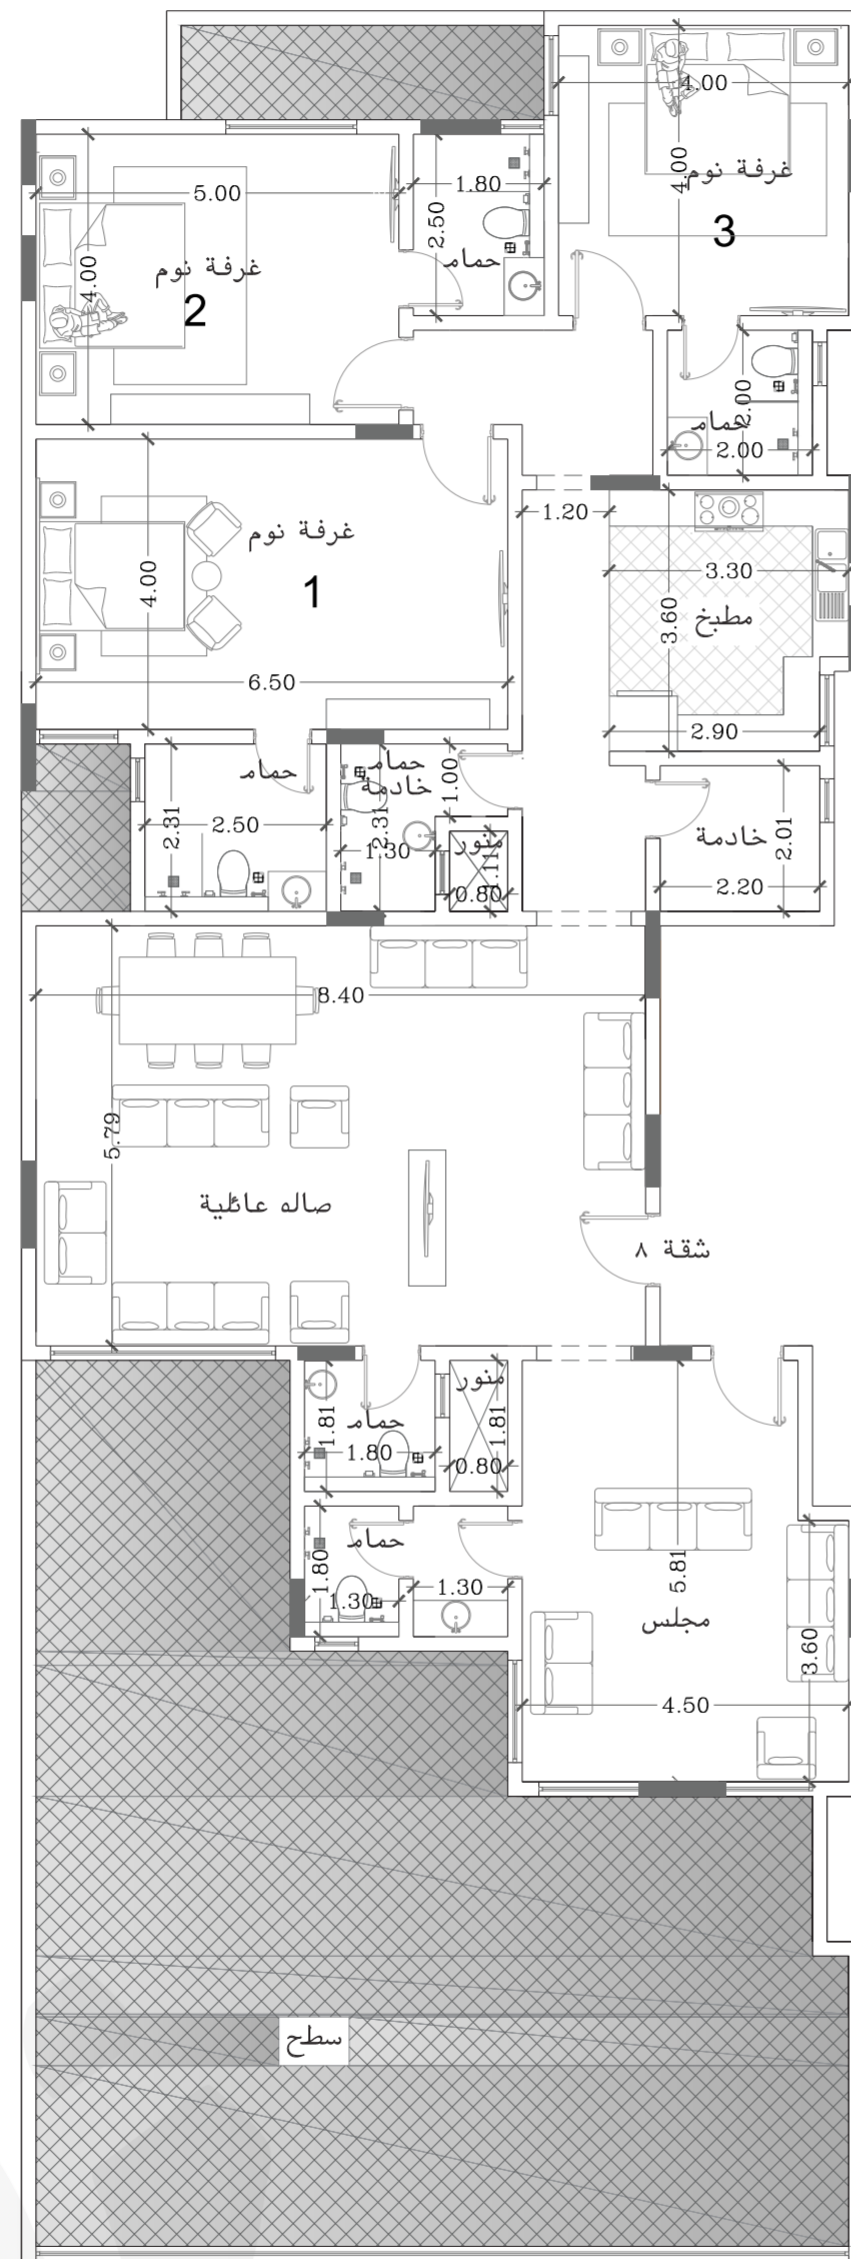 4.00
4.00
غرفة نوم
3
5.00
4.00
غرفة نوم
2
1.80
2.50
حمام
2.00
حمام
2.00
1.20
غرفة نوم
1
4.00
6.50
3.30
3.60
مطبخ
2.90
حمام
2.31
2.50
حمام
خادمة
1.00
2.31
1.30
منور
1.11
0.80
خادمة
2.01
2.20
8.40
5.79
صاله عائلية
شقة ٨
منور
1.81
حمام
1.80
1.81
0.80
حمام
1.80
1.30
1.30
5.81
مجلس
3.60
4.50
سطح